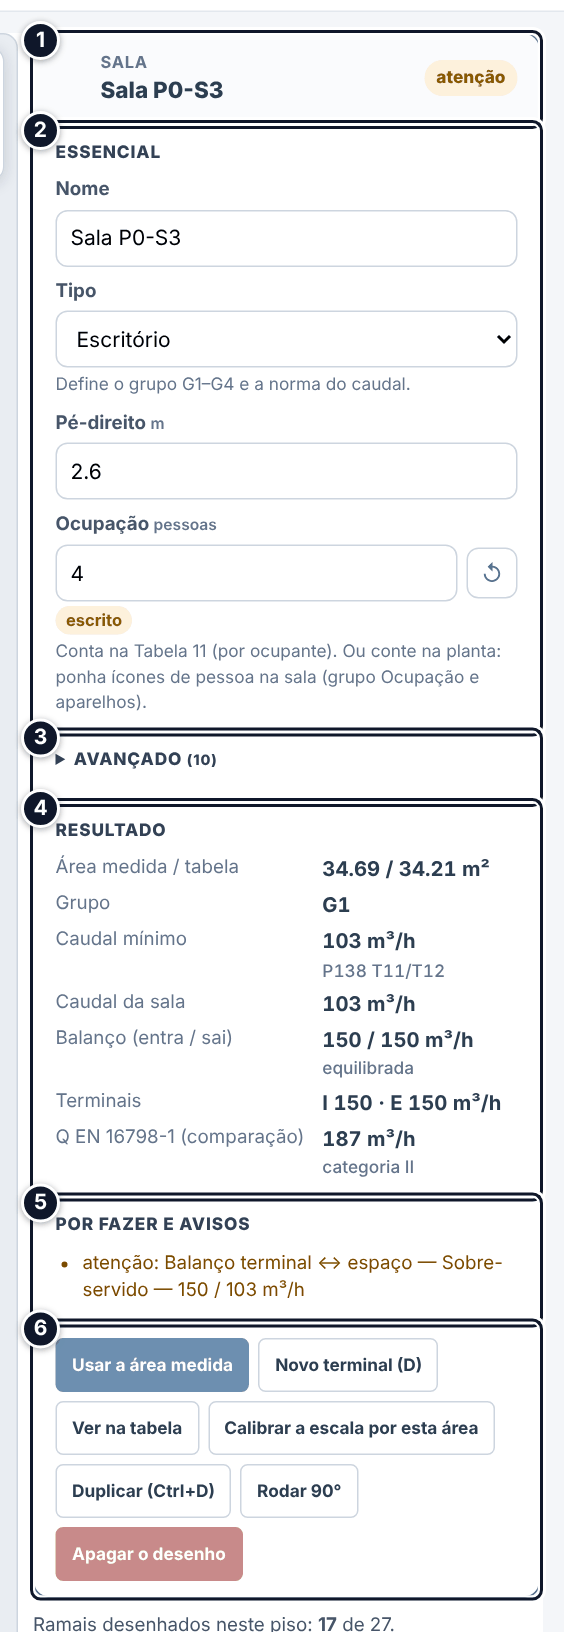 1
SALA
Sala P0-S3
atenção
2
ESSENCIAL
Nome
Sala P0-S3
Tipo
Escritório
Define o grupo G1–G4 e a norma do caudal.
Pé-direito m
2.6
Ocupação pessoas
4
escrito
Conta na Tabela 11 (por ocupante). Ou conte na planta:
ponha ícones de pessoa na sala (grupo Ocupação e
aparelhos).
3
AVANÇADO (10)
4
RESULTADO
Área medida / tabela 34.69 / 34.21 m²
Grupo G1
Caudal mínimo 103 m³/h
P138 T11/T12
Caudal da sala 103 m³/h
Balanço (entra / sai) 150 / 150 m³/h
equilibrada
Terminais I 150 · E 150 m³/h
Q EN 16798-1 (comparação) 187 m³/h
categoria II
5
POR FAZER E AVISOS
• atenção: Balanço terminal ↔ espaço — Sobre-
servido — 150 / 103 m³/h
6
Usar a área medida Novo terminal (D)
Ver na tabela Calibrar a escala por esta área
Duplicar (Ctrl+D) Rodar 90°
Apagar o desenho
Ramais desenhados neste piso: 17 de 27.